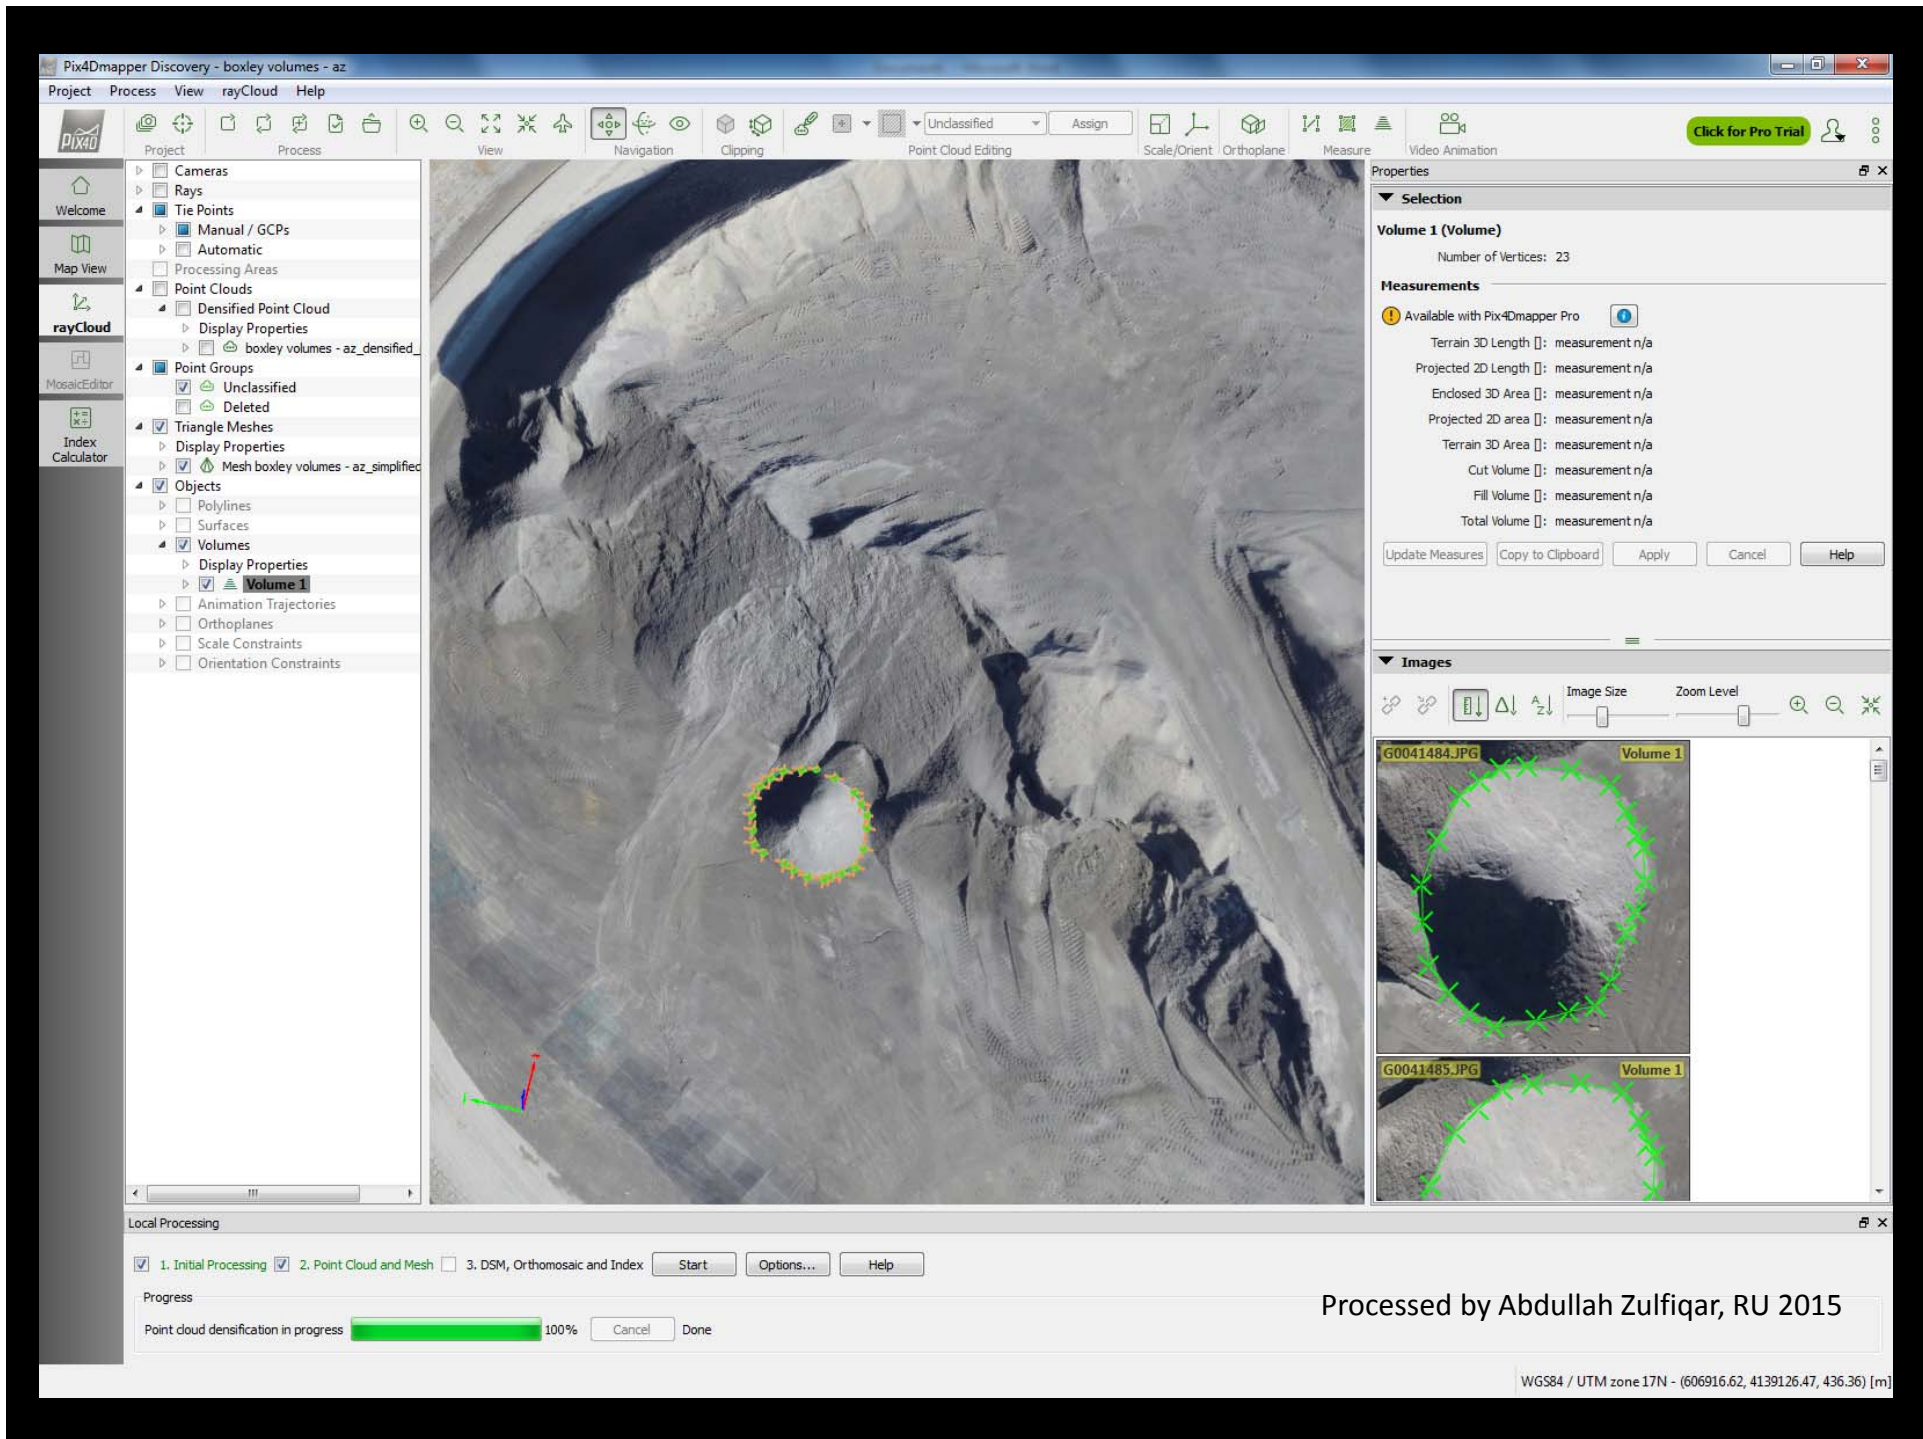 Pix4Dmapper Discovery - boxley volumes - az
Project Process View rayCloud Help
PIX4D
Unclassified Assign
Click for Pro Trial
Project Process View Navigation Clipping Point Cloud Editing Scale/Orient Orthoplane Measure Video Animation
Welcome
Map View
rayCloud
MosaicEditor
Index
Calculator
Cameras
Rays
Tie Points
Manual / GCPs
Automatic
Processing Areas
Point Clouds
Densified Point Cloud
Display Properties
boxley volumes - az_densified_
Point Groups
Unclassified
Deleted
Triangle Meshes
Display Properties
Mesh boxley volumes - az_simplified
Objects
Polylines
Surfaces
Volumes
Display Properties
Volume 1
Animation Trajectories
Orthoplanes
Scale Constraints
Orientation Constraints
Properties
Selection
Volume 1 (Volume)
Number of Vertices: 23
Measurements
Available with Pix4Dmapper Pro
Terrain 3D Length []: measurement n/a
Projected 2D Length []: measurement n/a
Enclosed 3D Area []: measurement n/a
Projected 2D area []: measurement n/a
Terrain 3D Area []: measurement n/a
Cut Volume []: measurement n/a
Fill Volume []: measurement n/a
Total Volume []: measurement n/a
Update Measures Copy to Clipboard Apply Cancel Help
Images
Image Size Zoom Level
G0041484.JPG Volume 1
G0041485.JPG Volume 1
Local Processing
1. Initial Processing 2. Point Cloud and Mesh 3. DSM, Orthomosaic and Index Start Options... Help
Progress
Point cloud densification in progress 100% Cancel Done
Processed by Abdullah Zulfiqar, RU 2015
WGS84 / UTM zone 17N - (606916.62, 4139126.47, 436.36) [m]